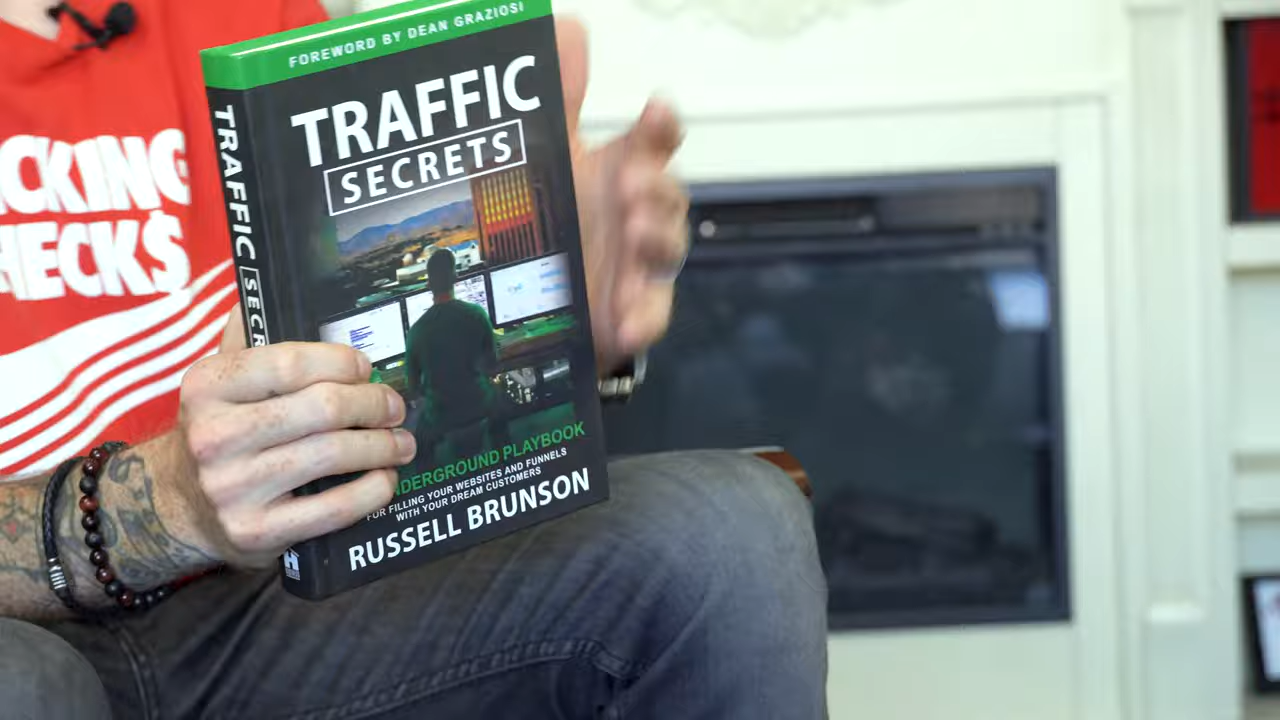 FOREWORD BY DEAN GRAZIOSI
TRAFFIC
SECRETS
NDERGROUND PLAYBOOK
FOR FILLING YOUR WEBSITES AND FUNNELS
WITH YOUR DREAM CUSTOMERS
RUSSELL BRUNSON
TRAFFIC SECR
CKING
HECK$